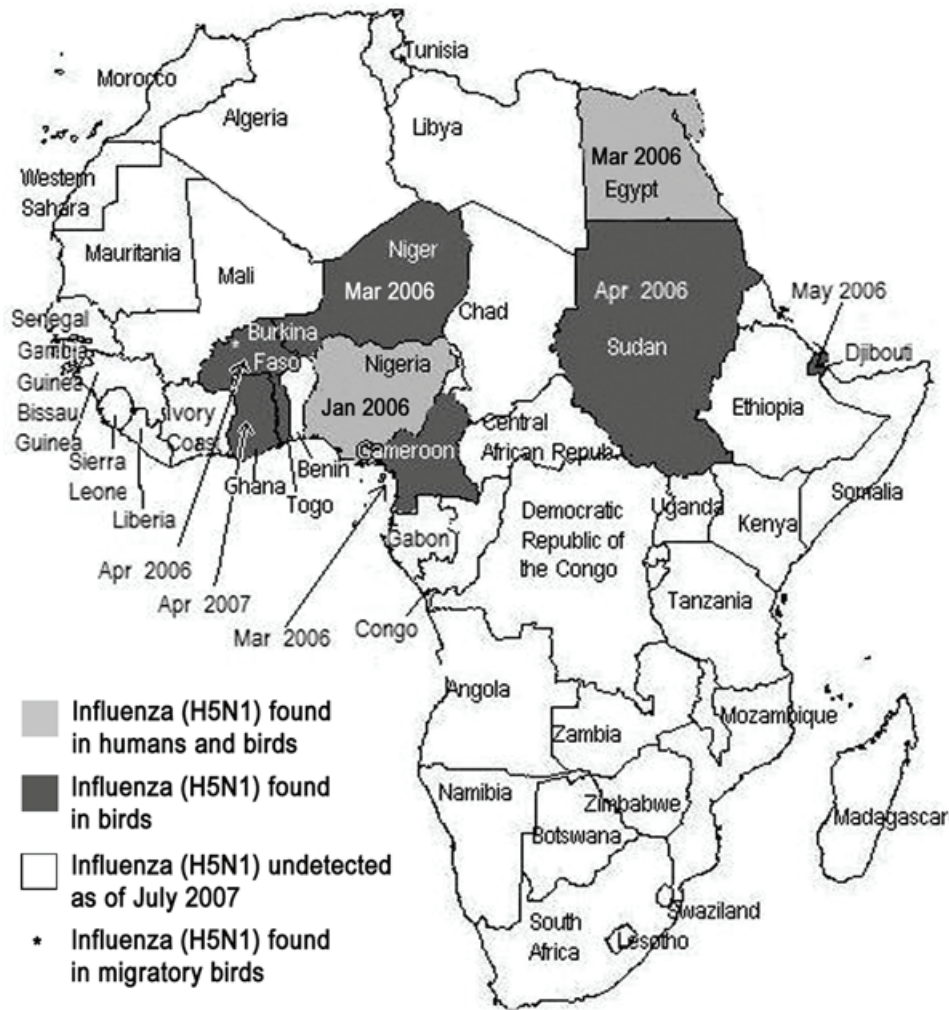 Tunisia
Morocco
Algeria
Libya
Mar 2006
Egypt
Western
Sahara
Mauritania
Mali
Niger
Mar 2006
Chad
Apr 2006
Sudan
May 2006
Djibouti
Senegal
Gambia
Guinea
Bissau
Guinea
Sierra
Leone
Liberia
Ivory
Coast
Burkina
Faso
Ghana
Togo
Benin
Nigeria
Jan 2006
Cameroon
Central
African Repub.
Ethiopia
Somalia
Uganda
Kenya
Democratic
Republic of
the Congo
Gabon
Congo
Apr 2006
Apr 2007
Mar 2006
Tanzania
Angola
Zambia
Mozambique
Namibia
Zimbabwe
Botswana
Madagascar
Swaziland
South
Africa
Lesotho
Influenza (H5N1) found
in humans and birds
Influenza (H5N1) found
in birds
Influenza (H5N1) undetected
as of July 2007
* Influenza (H5N1) found
in migratory birds